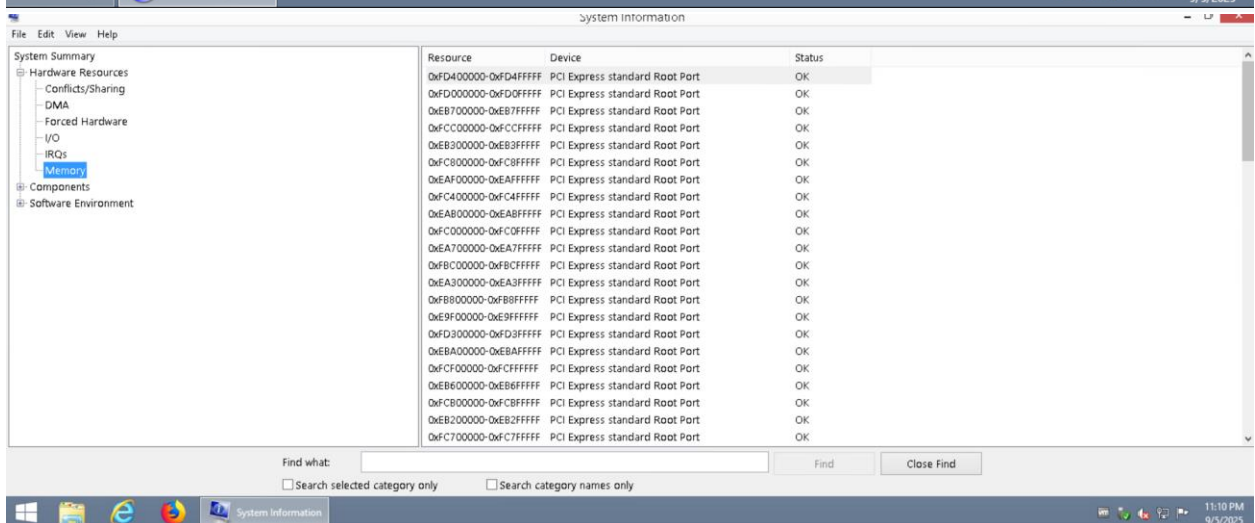 9/5/2025
System Information
File Edit View Help
System Summary
Hardware Resources
Conflicts/Sharing
DMA
Forced Hardware
I/O
IRQs
Memory
Components
Software Environment
Resource Device Status
0xFD400000-0xFD4FFFFF PCI Express standard Root Port OK
0xFD000000-0xFD0FFFFF PCI Express standard Root Port OK
0xEB700000-0xEB7FFFFF PCI Express standard Root Port OK
0xFCC00000-0xFCCFFFFF PCI Express standard Root Port OK
0xEB300000-0xEB3FFFFF PCI Express standard Root Port OK
0xFC800000-0xFC8FFFFF PCI Express standard Root Port OK
0xEAF00000-0xEAFFFFFF PCI Express standard Root Port OK
0xFC400000-0xFC4FFFFF PCI Express standard Root Port OK
0xEAB00000-0xEABFFFFF PCI Express standard Root Port OK
0xFC000000-0xFC0FFFFF PCI Express standard Root Port OK
0xEA700000-0xEA7FFFFF PCI Express standard Root Port OK
0xFBC00000-0xFBCFFFFF PCI Express standard Root Port OK
0xEA300000-0xEA3FFFFF PCI Express standard Root Port OK
0xFB800000-0xFB8FFFFF PCI Express standard Root Port OK
0xE9F00000-0xE9FFFFFF PCI Express standard Root Port OK
0xFD300000-0xFD3FFFFF PCI Express standard Root Port OK
0xEBA00000-0xEBAFFFFF PCI Express standard Root Port OK
0xFCF00000-0xFCFFFFFF PCI Express standard Root Port OK
0xEB600000-0xEB6FFFFF PCI Express standard Root Port OK
0xFCB00000-0xFCBFFFFF PCI Express standard Root Port OK
0xEB200000-0xEB2FFFFF PCI Express standard Root Port OK
0xFC700000-0xFC7FFFFF PCI Express standard Root Port OK
Find what: Find Close Find
Search selected category only Search category names only
System Information
11:10 PM
9/5/2025